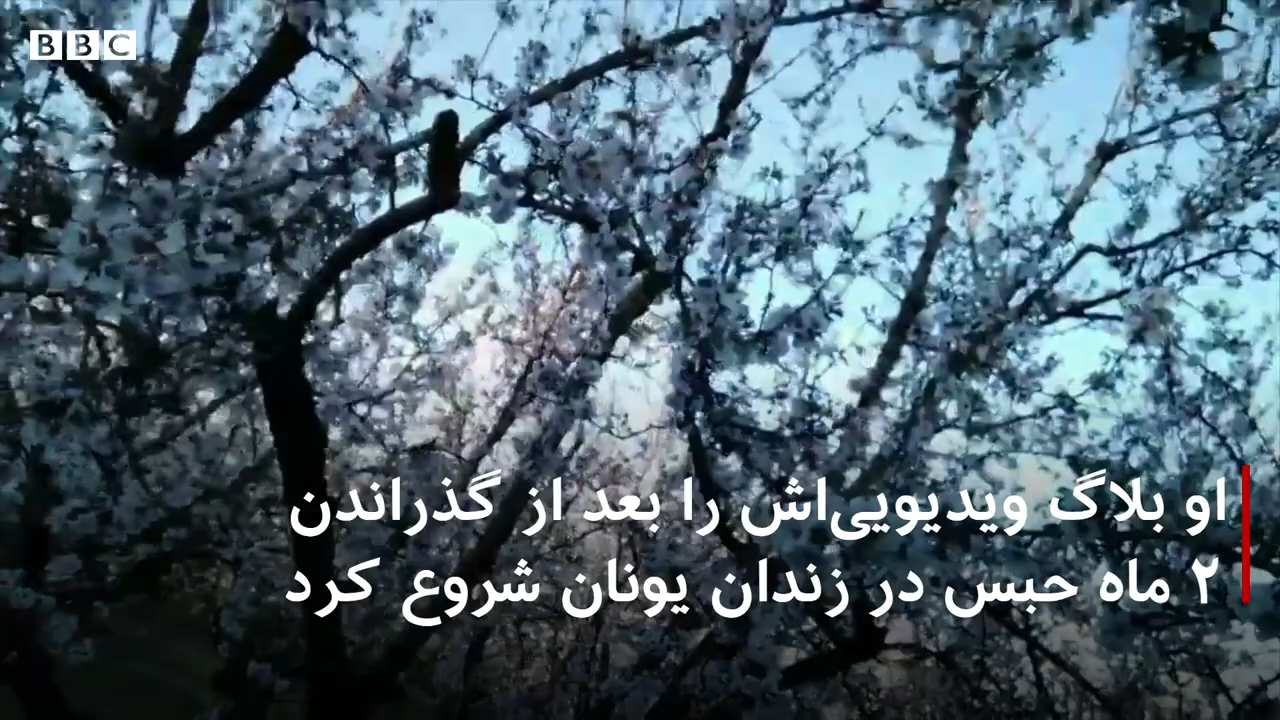 BBC
او بلاگ ویدیویی‌اش را بعد از گذراندن
۲ ماه حبس در زندان یونان شروع کرد